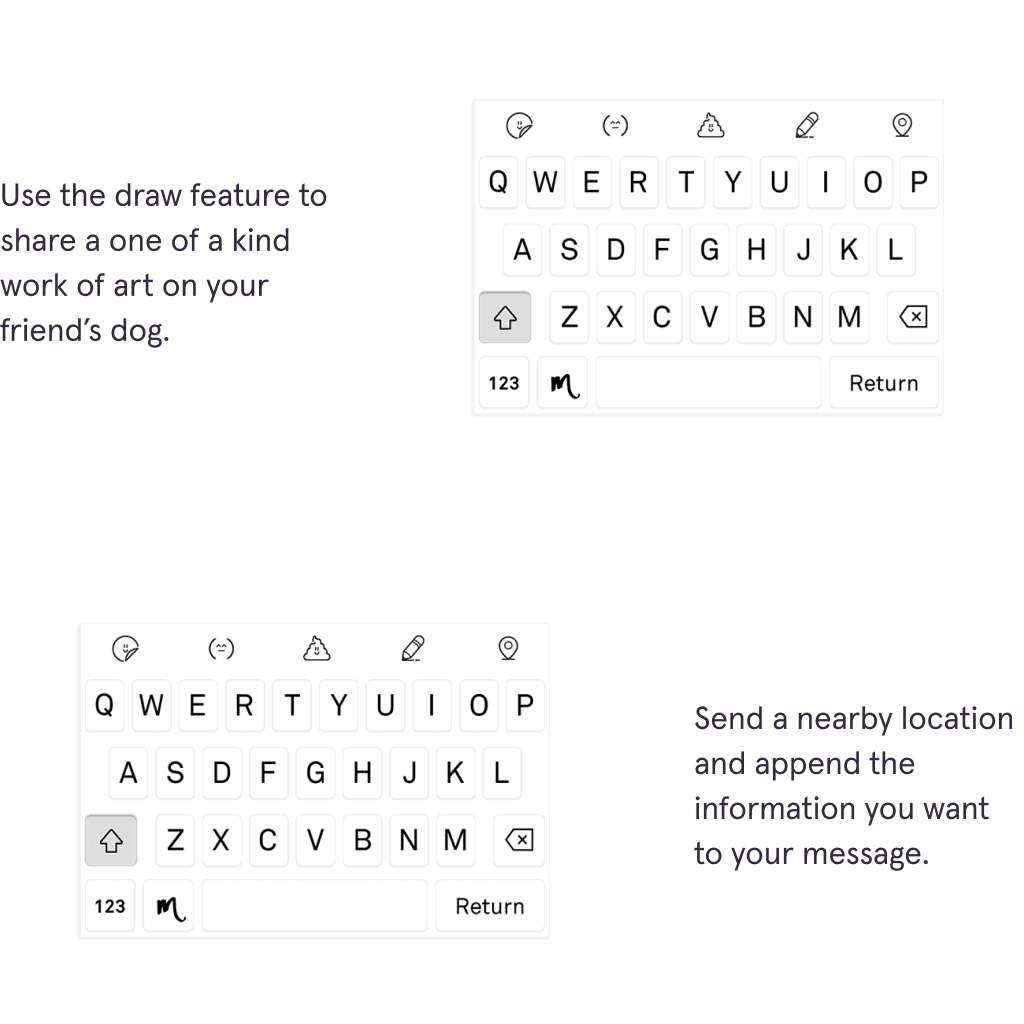 Use the draw feature to
share a one of a kind
work of art on your
friend’s dog.
Q W E R T Y U I O P
A S D F G H J K L
Z X C V B N M
123 m Return
Q W E R T Y U I O P
A S D F G H J K L
Z X C V B N M
123 m Return
Send a nearby location
and append the
information you want
to your message.